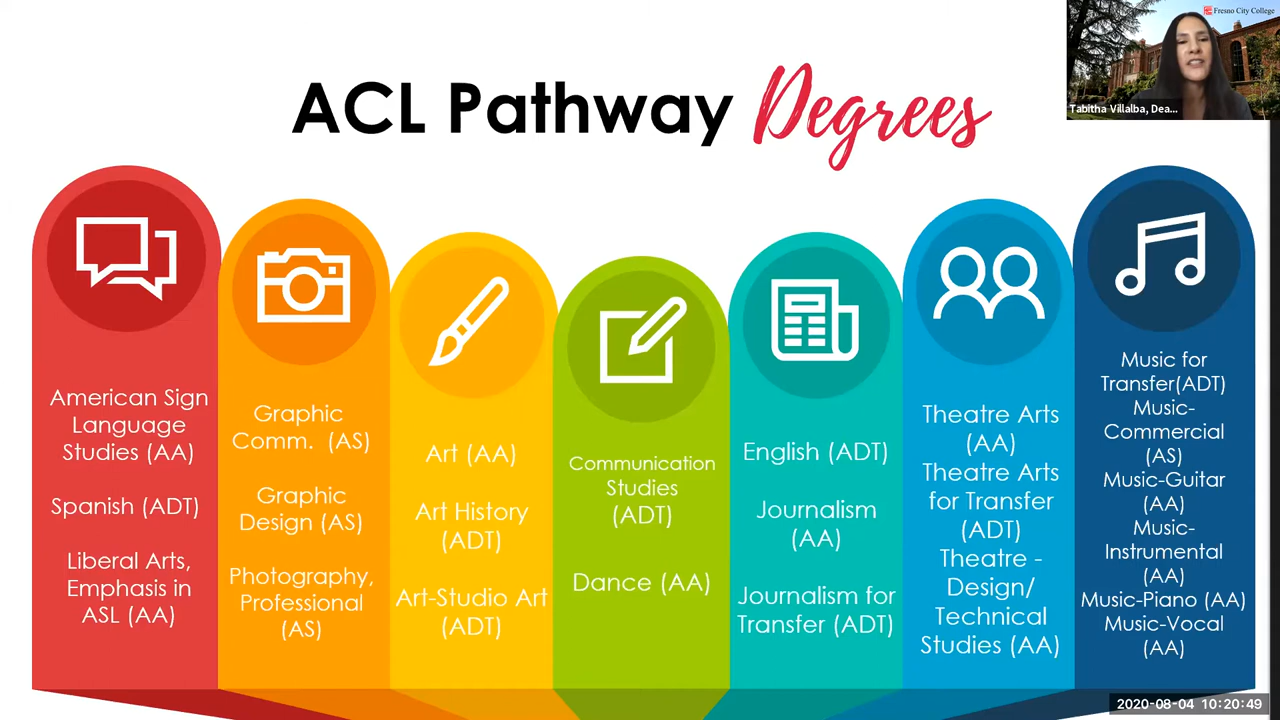 Fresno City College
Tabitha Villalba, Dea...
ACL Pathway Degrees
American Sign
Language
Studies (AA)
Spanish (ADT)
Liberal Arts,
Emphasis in
ASL (AA)
Graphic
Comm. (AS)
Graphic
Design (AS)
Photography,
Professional
(AS)
Art (AA)
Art History
(ADT)
Art-Studio Art
(ADT)
Communication
Studies
(ADT)
Dance (AA)
English (ADT)
Journalism
(AA)
Journalism for
Transfer (ADT)
Theatre Arts
(AA)
Theatre Arts
for Transfer
(ADT)
Theatre -
Design/
Technical
Studies (AA)
Music for
Transfer(ADT)
Music-
Commercial
(AS)
Music-Guitar
(AA)
Music-
Instrumental
(AA)
Music-Piano (AA)
Music-Vocal
(AA)
2020-08-04 10:20:49